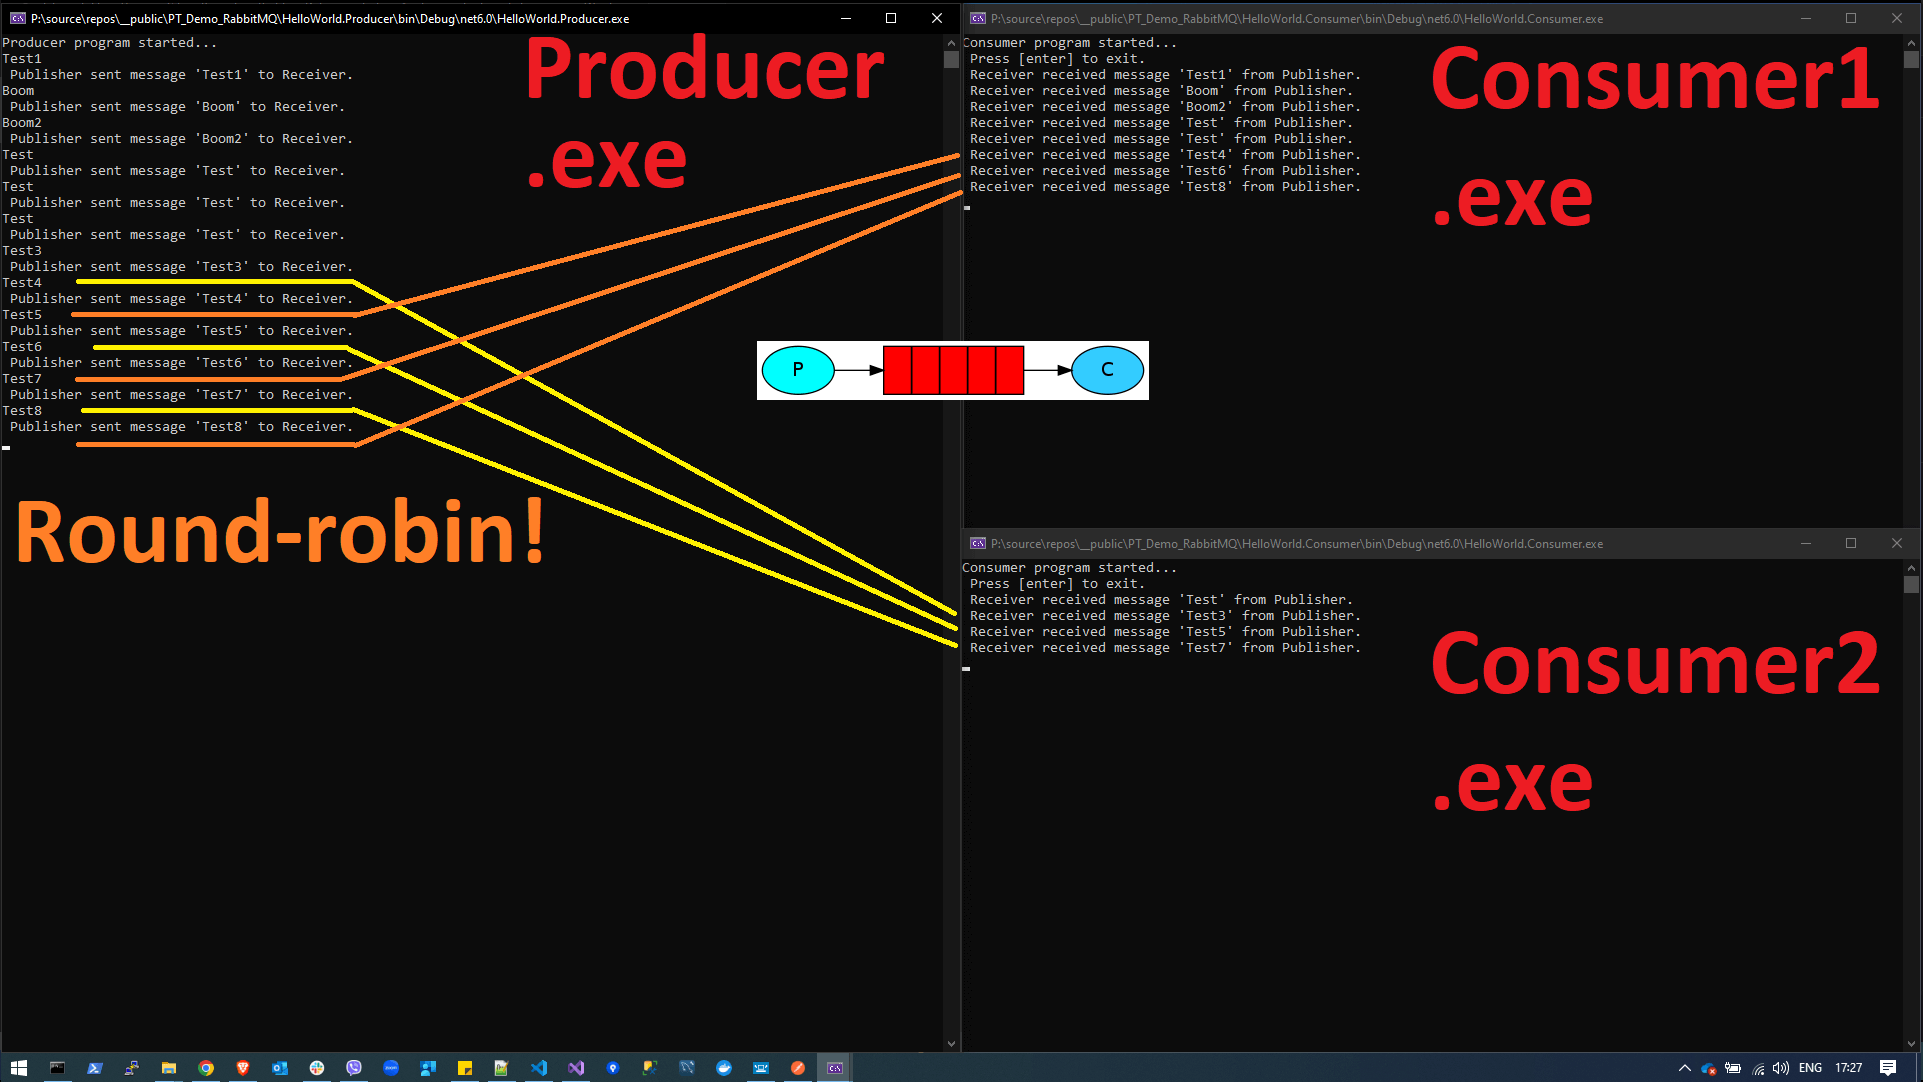 P:\source\repos\__public\PT_Demo_RabbitMQ\HelloWorld.Producer\bin\Debug\net6.0\HelloWorld.Producer.exe
Producer program started...
Test1
Publisher sent message 'Test1' to Receiver.
Boom
Publisher sent message 'Boom' to Receiver.
Boom2
Publisher sent message 'Boom2' to Receiver.
Test
Publisher sent message 'Test' to Receiver.
Test
Publisher sent message 'Test' to Receiver.
Test
Publisher sent message 'Test' to Receiver.
Test3
Publisher sent message 'Test3' to Receiver.
Test4
Publisher sent message 'Test4' to Receiver.
Test5
Publisher sent message 'Test5' to Receiver.
Test6
Publisher sent message 'Test6' to Receiver.
Test7
Publisher sent message 'Test7' to Receiver.
Test8
Publisher sent message 'Test8' to Receiver.
Producer
.exe
Round-robin!
P
C
P:\source\repos\__public\PT_Demo_RabbitMQ\HelloWorld.Consumer\bin\Debug\net6.0\HelloWorld.Consumer.exe
Consumer program started...
Press [enter] to exit.
Receiver received message 'Test1' from Publisher.
Receiver received message 'Boom' from Publisher.
Receiver received message 'Boom2' from Publisher.
Receiver received message 'Test' from Publisher.
Receiver received message 'Test' from Publisher.
Receiver received message 'Test4' from Publisher.
Receiver received message 'Test6' from Publisher.
Receiver received message 'Test8' from Publisher.
Consumer1
.exe
P:\source\repos\__public\PT_Demo_RabbitMQ\HelloWorld.Consumer\bin\Debug\net6.0\HelloWorld.Consumer.exe
Consumer program started...
Press [enter] to exit.
Receiver received message 'Test' from Publisher.
Receiver received message 'Test3' from Publisher.
Receiver received message 'Test5' from Publisher.
Receiver received message 'Test7' from Publisher.
Consumer2
.exe
ENG
17:27